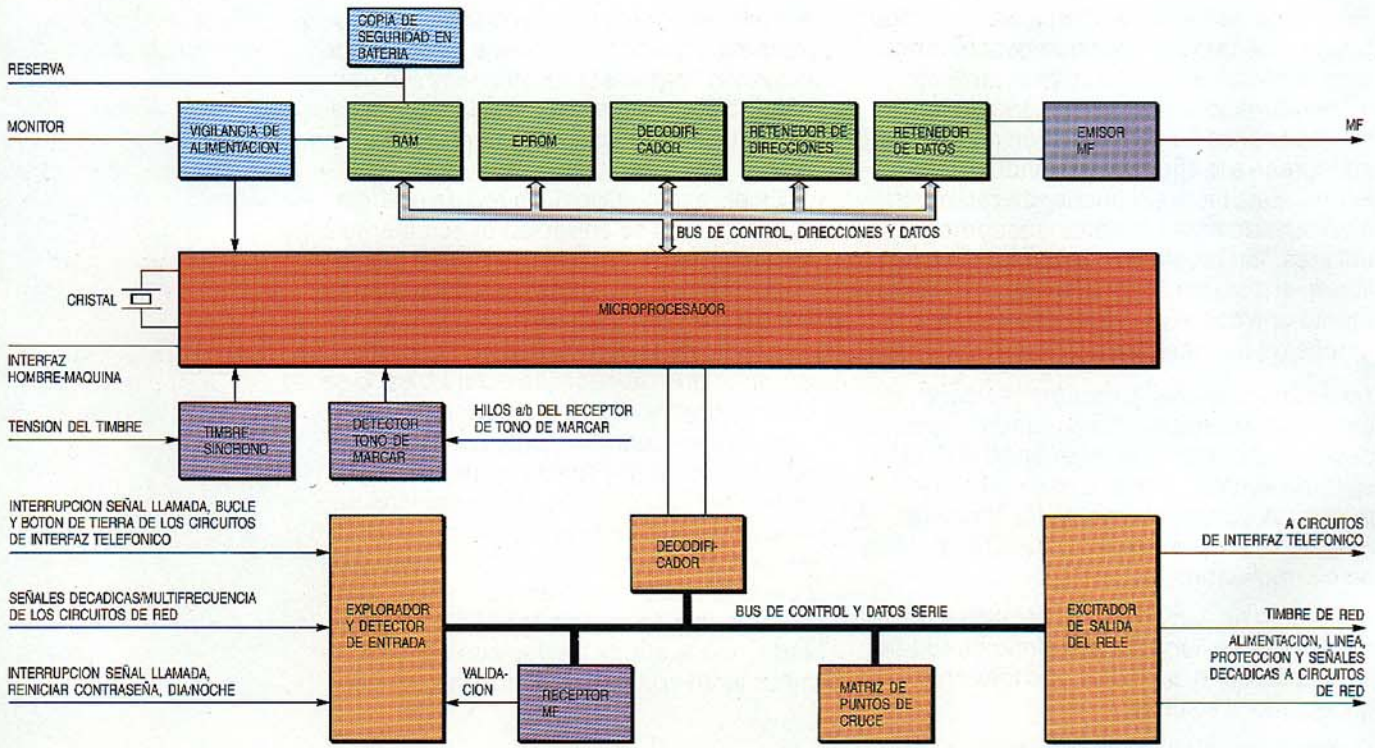 COPIA DE
SEGURIDAD EN
BATERIA
RESERVA
MONITOR
VIGILANCIA DE
ALIMENTACION
RAM
EPROM
DECODIFI-
CADOR
RETENEDOR DE
DIRECCIONES
RETENEDOR
DE DATOS
EMISOR
MF
MF
BUS DE CONTROL, DIRECCIONES Y DATOS
CRISTAL
MICROPROCESADOR
INTERFAZ
HOMBRE-MAQUINA
TENSION DEL TIMBRE
TIMBRE
SINCRONO
DETECTOR
TONO DE
MARCAR
HILOS a/b DEL RECEPTOR
DE TONO DE MARCAR
INTERRUPCION SEÑAL LLAMADA, BUCLE
Y BOTON DE TIERRA DE LOS CIRCUITOS
DE INTERFAZ TELEFONICO
DECODIFI-
CADOR
A CIRCUITOS
DE INTERFAZ TELEFONICO
SEÑALES DECADICAS/MULTIFRECUENCIA
DE LOS CIRCUITOS DE RED
EXPLORADOR
Y DETECTOR
DE ENTRADA
BUS DE CONTROL Y DATOS SERIE
EXCITADOR
DE SALIDA
DEL RELE
TIMBRE DE RED
ALIMENTACION, LINEA,
PROTECCION Y SEÑALES
DECADICAS A CIRCUITOS
DE RED
INTERRUPCION SEÑAL LLAMADA,
REINICIAR CONTRASEÑA, DIA/NOCHE
VALID-
ACION
RECEPTOR
MF
MATRIZ DE
PUNTOS DE
CRUCE